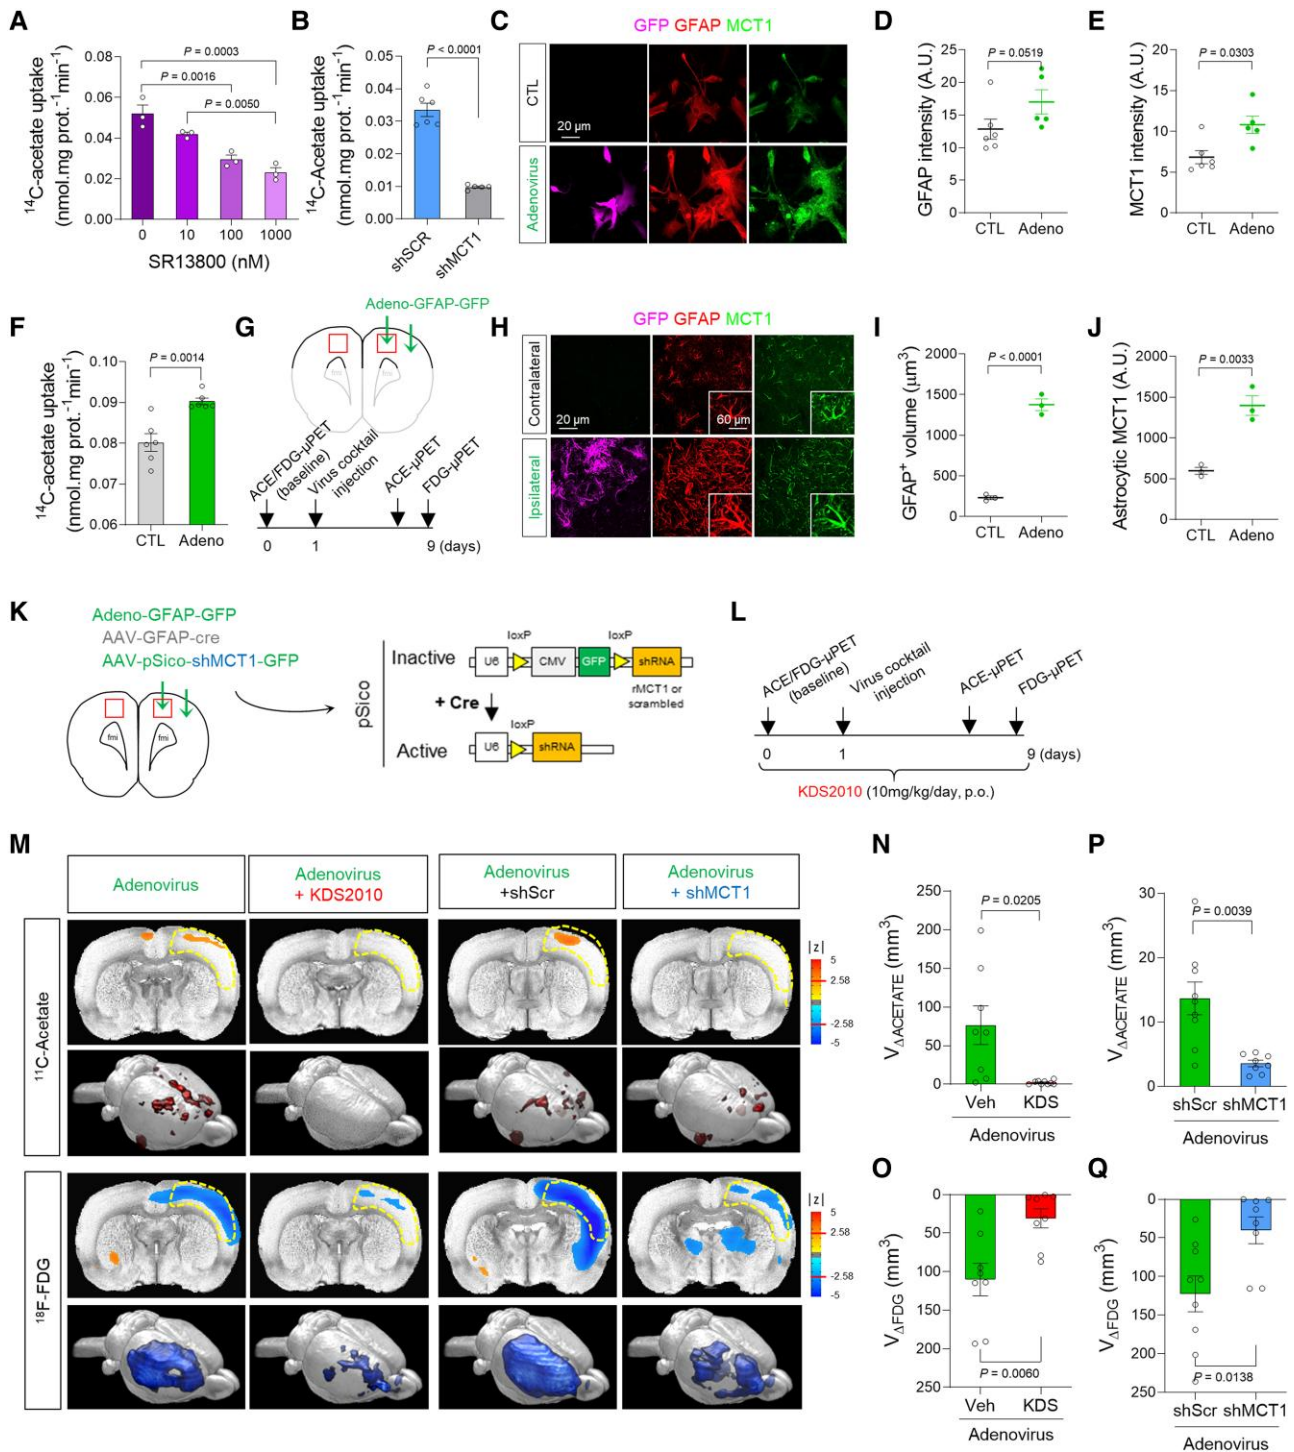 A
¹⁴C-acetate uptake
(nmol.mg prot.⁻¹min⁻¹)
P = 0.0003
P = 0.0016
P = 0.0050
0.08
0.06
0.04
0.02
0.00
0 10 100 1000
SR13800 (nM)
B
¹⁴C-Acetate uptake
(nmol.mg prot.⁻¹min⁻¹)
P < 0.0001
0.05
0.04
0.03
0.02
0.01
0.00
shSCR
shMCT1
C
GFP GFAP MCT1
CTL
20 µm
Adenovirus
D
GFAP intensity (A.U.)
P = 0.0519
25
20
15
10
5
0
CTL Adeno
E
MCT1 intensity (A.U.)
P = 0.0303
20
15
10
5
0
CTL Adeno
F
¹⁴C-acetate uptake
(nmol.mg prot.⁻¹min⁻¹)
P = 0.0014
0.10
0.09
0.08
0.07
0.06
CTL Adeno
G
Adeno-GFAP-GFP
fmi fmi
ACE/FDG-µPET
(baseline)
Virus cocktail
injection
ACE-µPET
FDG-µPET
0 1 9 (days)
H
GFP GFAP MCT1
Contralateral
20 µm
60 µm
Ipsilateral
I
GFAP⁺ volume (µm³)
P < 0.0001
2000
1500
1000
500
0
CTL Adeno
J
Astrocytic MCT1 (A.U.)
P = 0.0033
2000
1500
1000
500
0
CTL Adeno
K
Adeno-GFAP-GFP
AAV-GFAP-cre
AAV-pSico-shMCT1-GFP
fmi fmi
pSico
Inactive
loxP loxP
U6 CMV GFP shRNA
rMCT1 or
scrambled
+ Cre
loxP
Active
U6 shRNA
L
ACE/FDG-µPET
(baseline)
Virus cocktail
injection
ACE-µPET
FDG-µPET
0 1 9 (days)
KDS2010 (10mg/kg/day, p.o.)
M
Adenovirus
Adenovirus
+ KDS2010
Adenovirus
+shScr
Adenovirus
+ shMCT1
¹¹C-Acetate
|z|
5
2.58
-2.58
-5
¹⁸F-FDG
|z|
5
2.58
-2.58
-5
N
V∆ACETATE (mm³)
P = 0.0205
250
200
150
100
50
0
Veh KDS
Adenovirus
P
V∆ACETATE (mm³)
P = 0.0039
30
20
10
0
shScr shMCT1
Adenovirus
O
V∆FDG (mm³)
0
50
100
150
200
250
P = 0.0060
Veh KDS
Adenovirus
Q
V∆FDG (mm³)
0
50
100
150
200
250
P = 0.0138
shScr shMCT1
Adenovirus